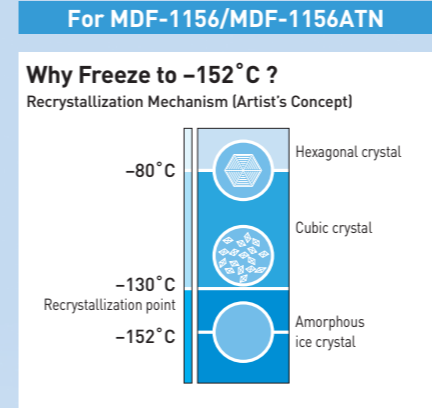 For MDF-1156/MDF-1156ATN
Why Freeze to –152˚C ?
Recrystallization Mechanism (Artist's Concept)
Hexagonal crystal
–80˚C
Cubic crystal
–130˚C
Recrystallization point
Amorphous
ice crystal
–152˚C